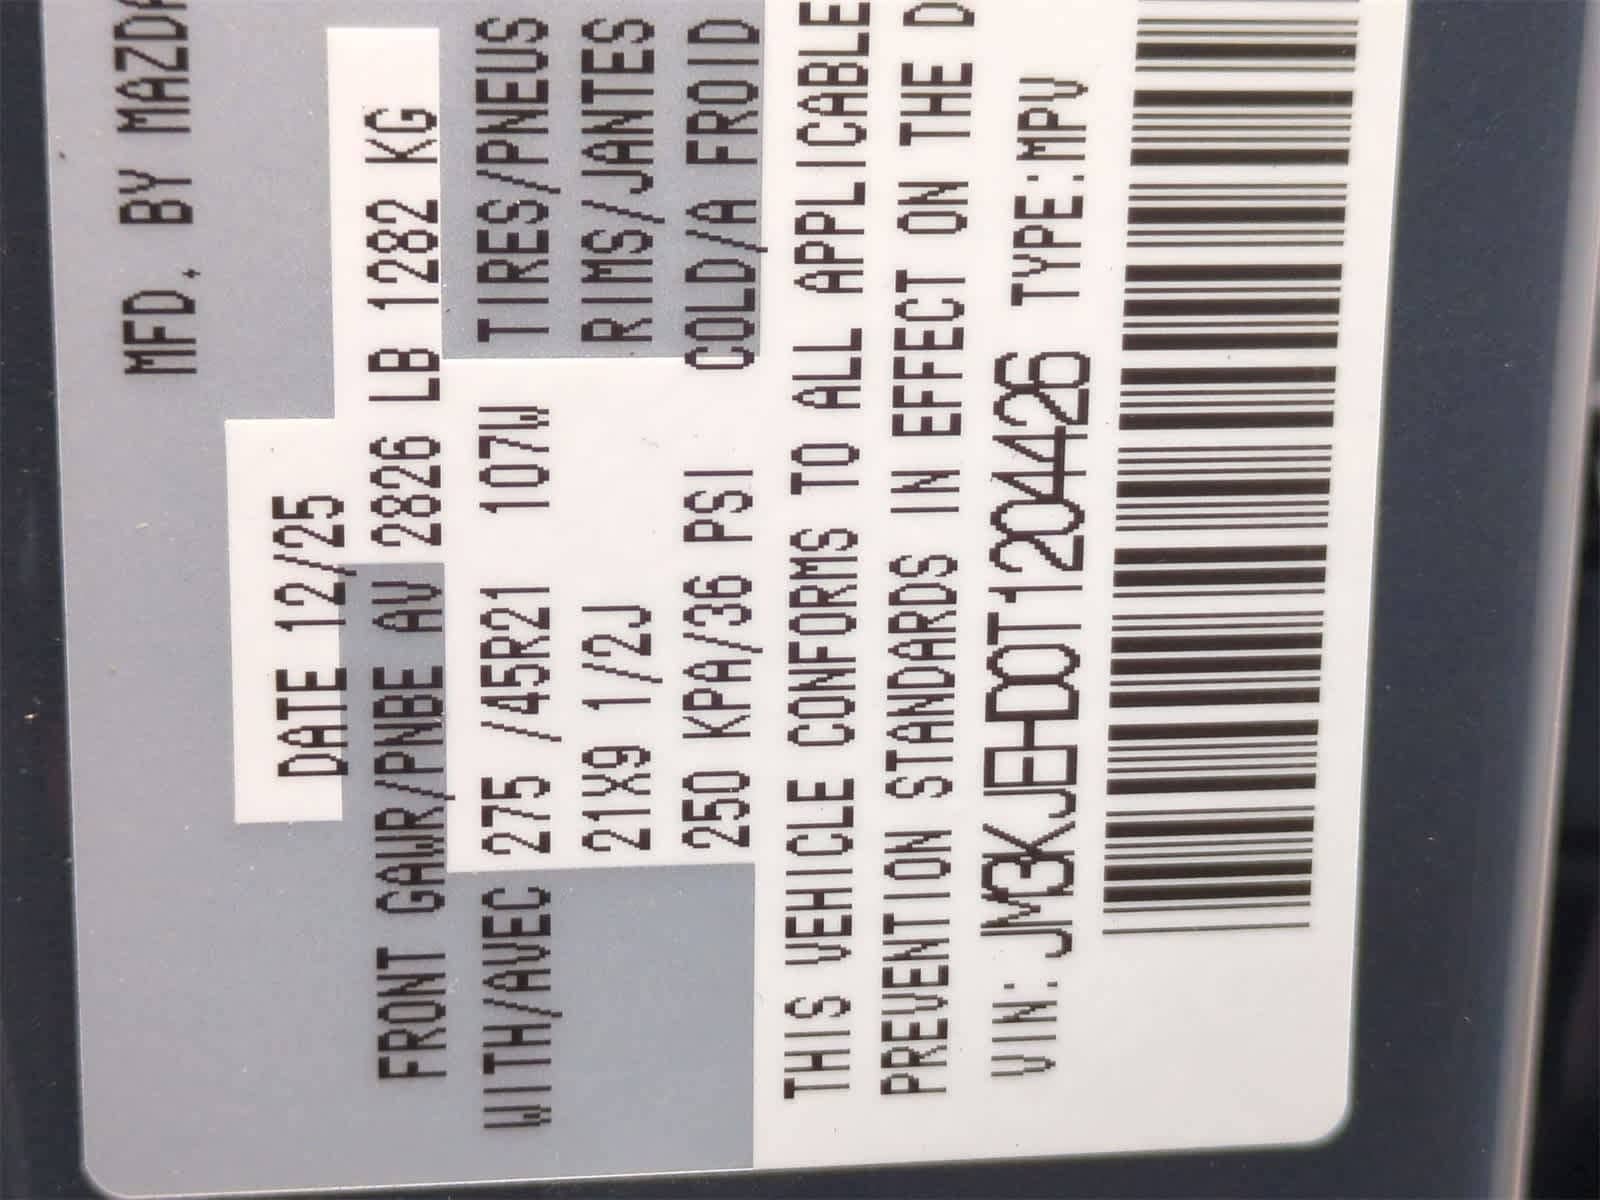 MFD. BY MAZDA
DATE 12/25
FRONT GAWR/PNBE AV 2826 LB 1282 KG
WITH/AVEC 275 /45R21 107W TIRES/PNEUS
21X9 1/2J RIMS/JANTES
250 KPA/36 PSI COLD/A FROID
THIS VEHICLE CONFORMS TO ALL APPLICABLE
PREVENTION STANDARDS IN EFFECT ON THE D
VIN: JM3KJEHD0T1204426 TYPE:MPV